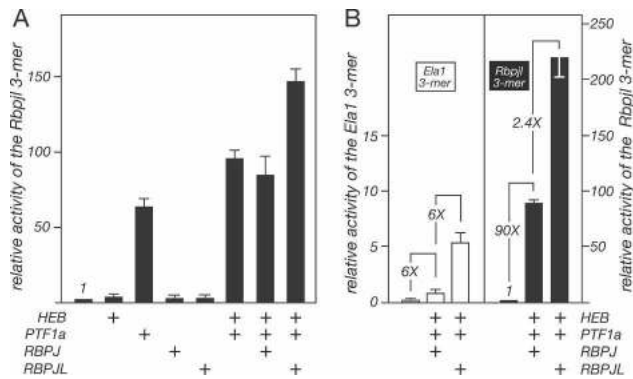 A
relative activity of the Rbpjl 3-mer
150
100
50
1
HEB + + + +
PTF1a + + + +
RBPJ + +
RBPJL + +
B
relative activity of the Ela1 3-mer
15
10
5
0
Ela1
3-mer
6X
6X
Rbpjl
3-mer
2.4X
90X
1
250
200
150
100
50
relative activity of the Rbpjl 3-mer
+ + + + HEB
+ + + + PTF1a
+ + RBPJ
+ + RBPJL